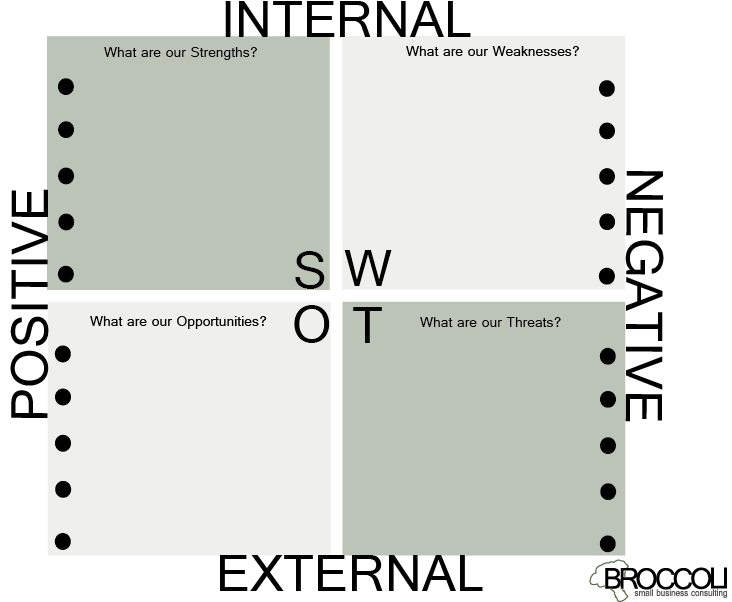 INTERNAL
What are our Strengths?
What are our Weaknesses?
POSITIVE
NEGATIVE
S W
O T
What are our Opportunities?
What are our Threats?
EXTERNAL
BROCCOLI
small business consulting